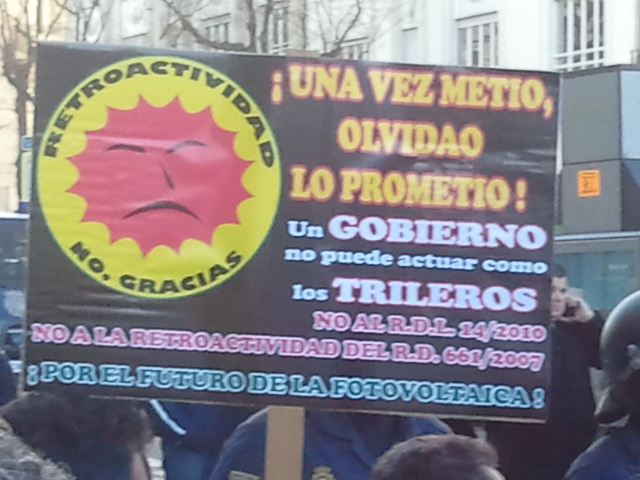 RETROACTIVIDAD
NO, GRACIAS
¡UNA VEZ METIO,
OLVIDAO
LO PROMETIO!
Un GOBIERNO
no puede actuar como
los TRILEROS
NO AL R.D.L. 14/2010
NO A LA RETROACTIVIDAD DEL R.D. 661/2007
¡POR EL FUTURO DE LA FOTOVOLTAICA!